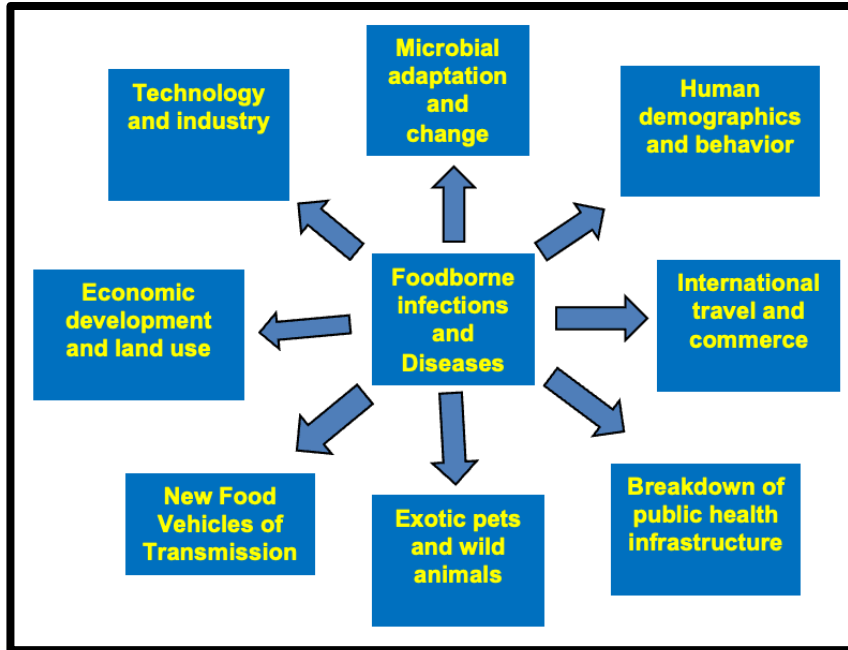 Microbial
adaptation
and
change
Technology
and industry
Human
demographics
and behavior
Foodborne
infections
and
Diseases
Economic
development
and land use
International
travel and
commerce
New Food
Vehicles of
Transmission
Exotic pets
and wild
animals
Breakdown of
public health
infrastructure